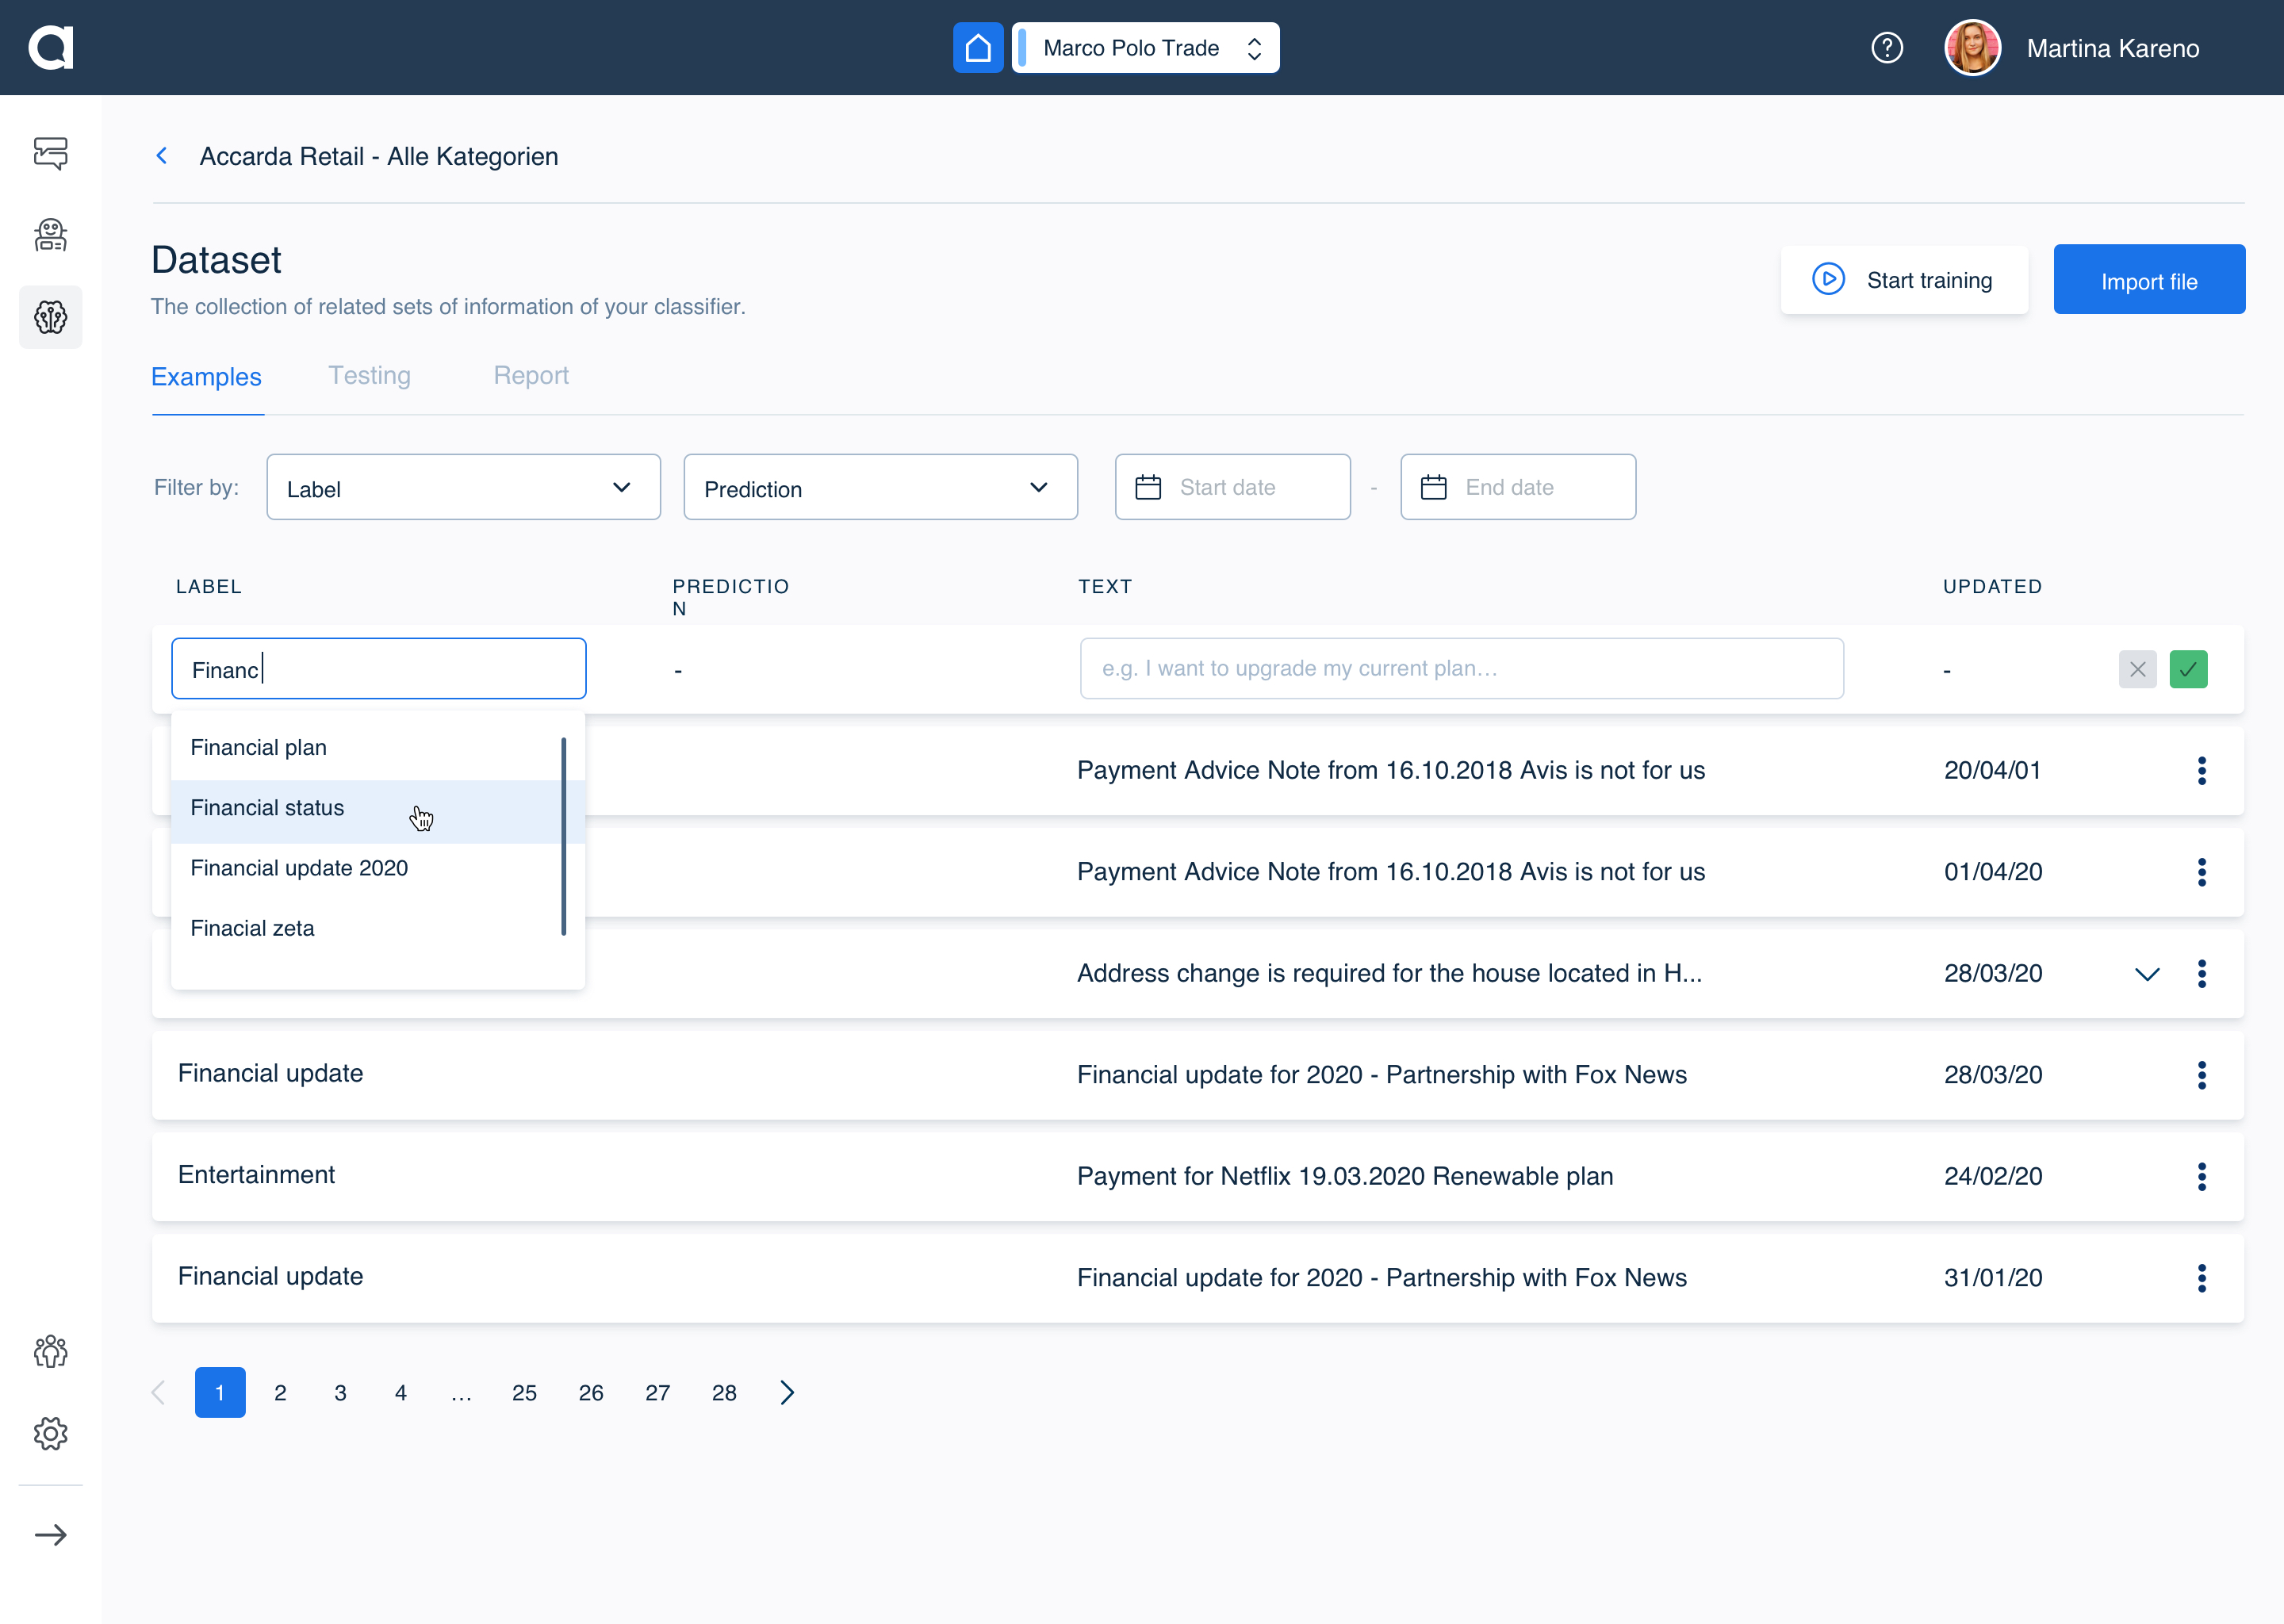 Marco Polo Trade
Martina Kareno
Accarda Retail - Alle Kategorien
Dataset
The collection of related sets of information of your classifier.
Start training
Import file
Examples Testing Report
Filter by: Label Prediction Start date - End date
LABEL PREDICTIO TEXT UPDATED
N
Financ - e.g. I want to upgrade my current plan... -
Financial plan
Payment Advice Note from 16.10.2018 Avis is not for us 20/04/01
Financial status
Financial update 2020
Payment Advice Note from 16.10.2018 Avis is not for us 01/04/20
Finacial zeta
Address change is required for the house located in H... 28/03/20
Financial update Financial update for 2020 - Partnership with Fox News 28/03/20
Entertainment Payment for Netflix 19.03.2020 Renewable plan 24/02/20
Financial update Financial update for 2020 - Partnership with Fox News 31/01/20
1 2 3 4 ... 25 26 27 28